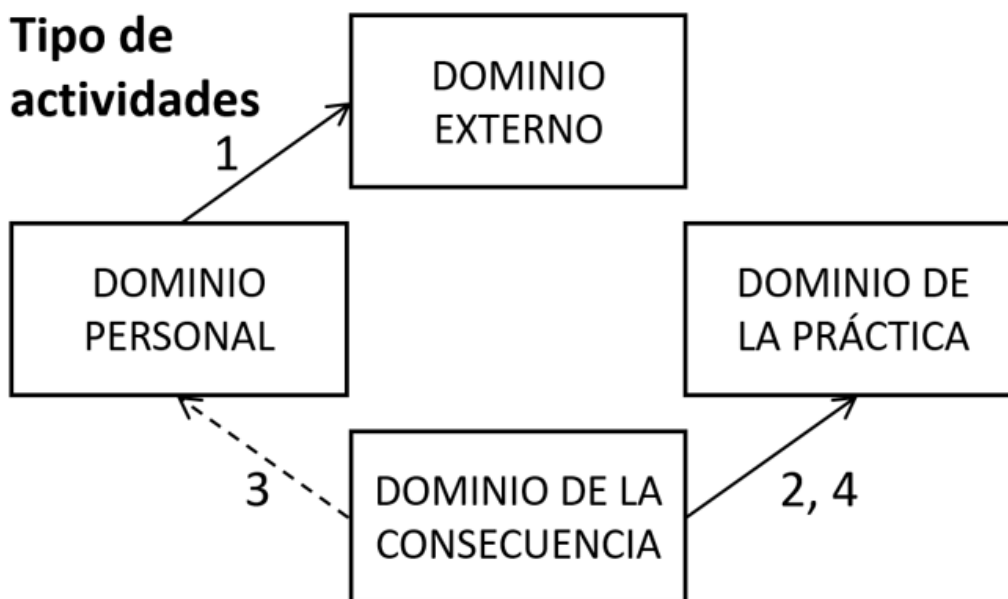 Tipo de
actividades
DOMINIO
EXTERNO
1
DOMINIO
PERSONAL
DOMINIO DE
LA PRÁCTICA
3
DOMINIO DE LA
CONSECUENCIA
2, 4